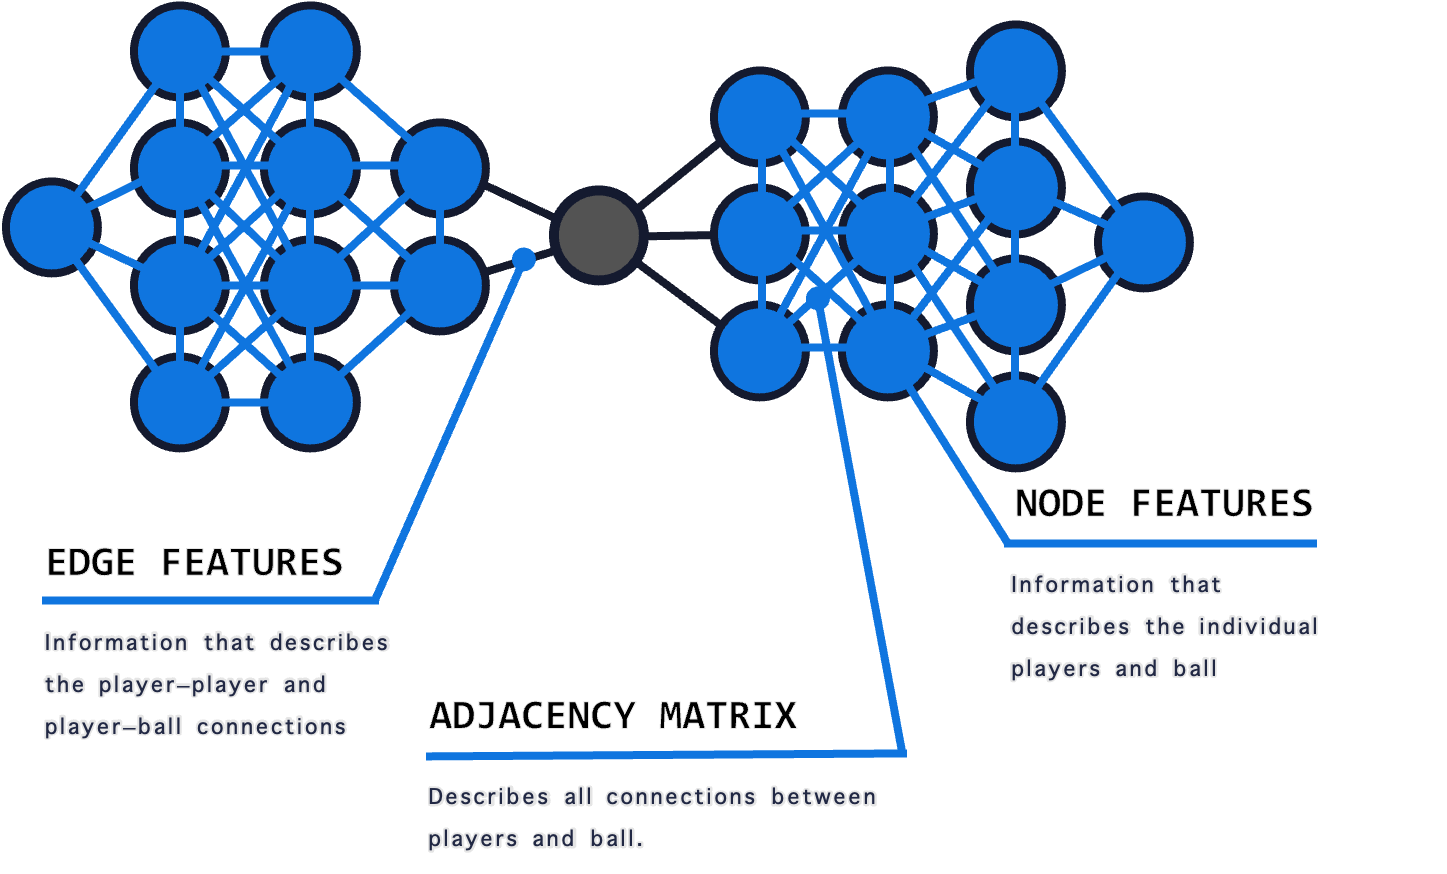 NODE FEATURES
Information that
describes the individual
players and ball
EDGE FEATURES
Information that describes
the player–player and
player–ball connections
ADJACENCY MATRIX
Describes all connections between
players and ball.